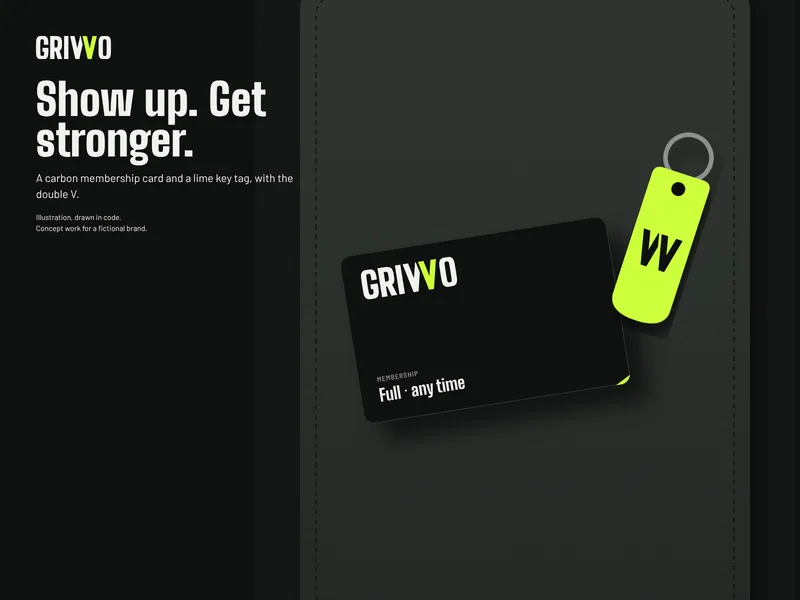 GRIVVO
Show up. Get
stronger.
A carbon membership card and a lime key tag, with the
double V.
Illustration, drawn in code.
Concept work for a fictional brand.
GRIVVO
MEMBERSHIP
Full · any time
VV